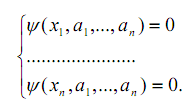 ψ(x₁,a₁,...,aₙ) = 0
.....................
ψ(xₙ,a₁,...,aₙ) = 0.